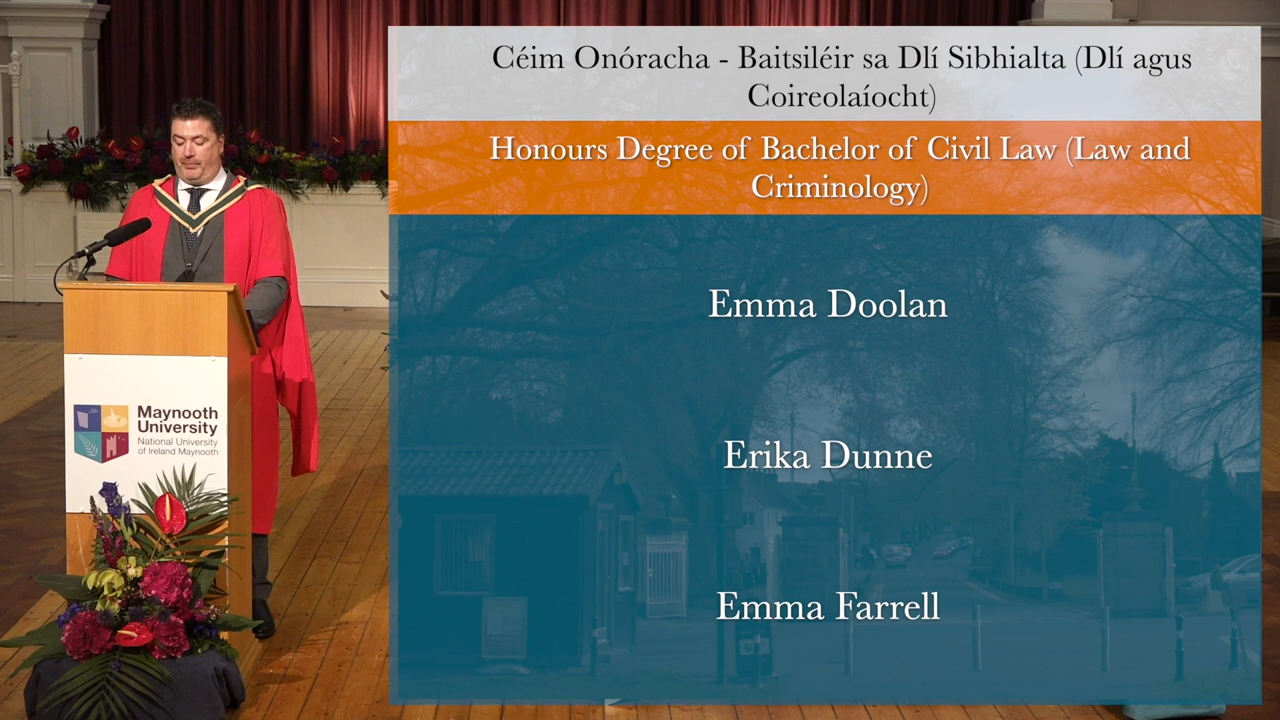 Céim Onóracha - Baitsiléir sa Dlí Sibhialta (Dlí agus
Coireolaíocht)
Honours Degree of Bachelor of Civil Law (Law and
Criminology)
Emma Doolan
Erika Dunne
Emma Farrell
Maynooth
University
National University
of Ireland Maynooth